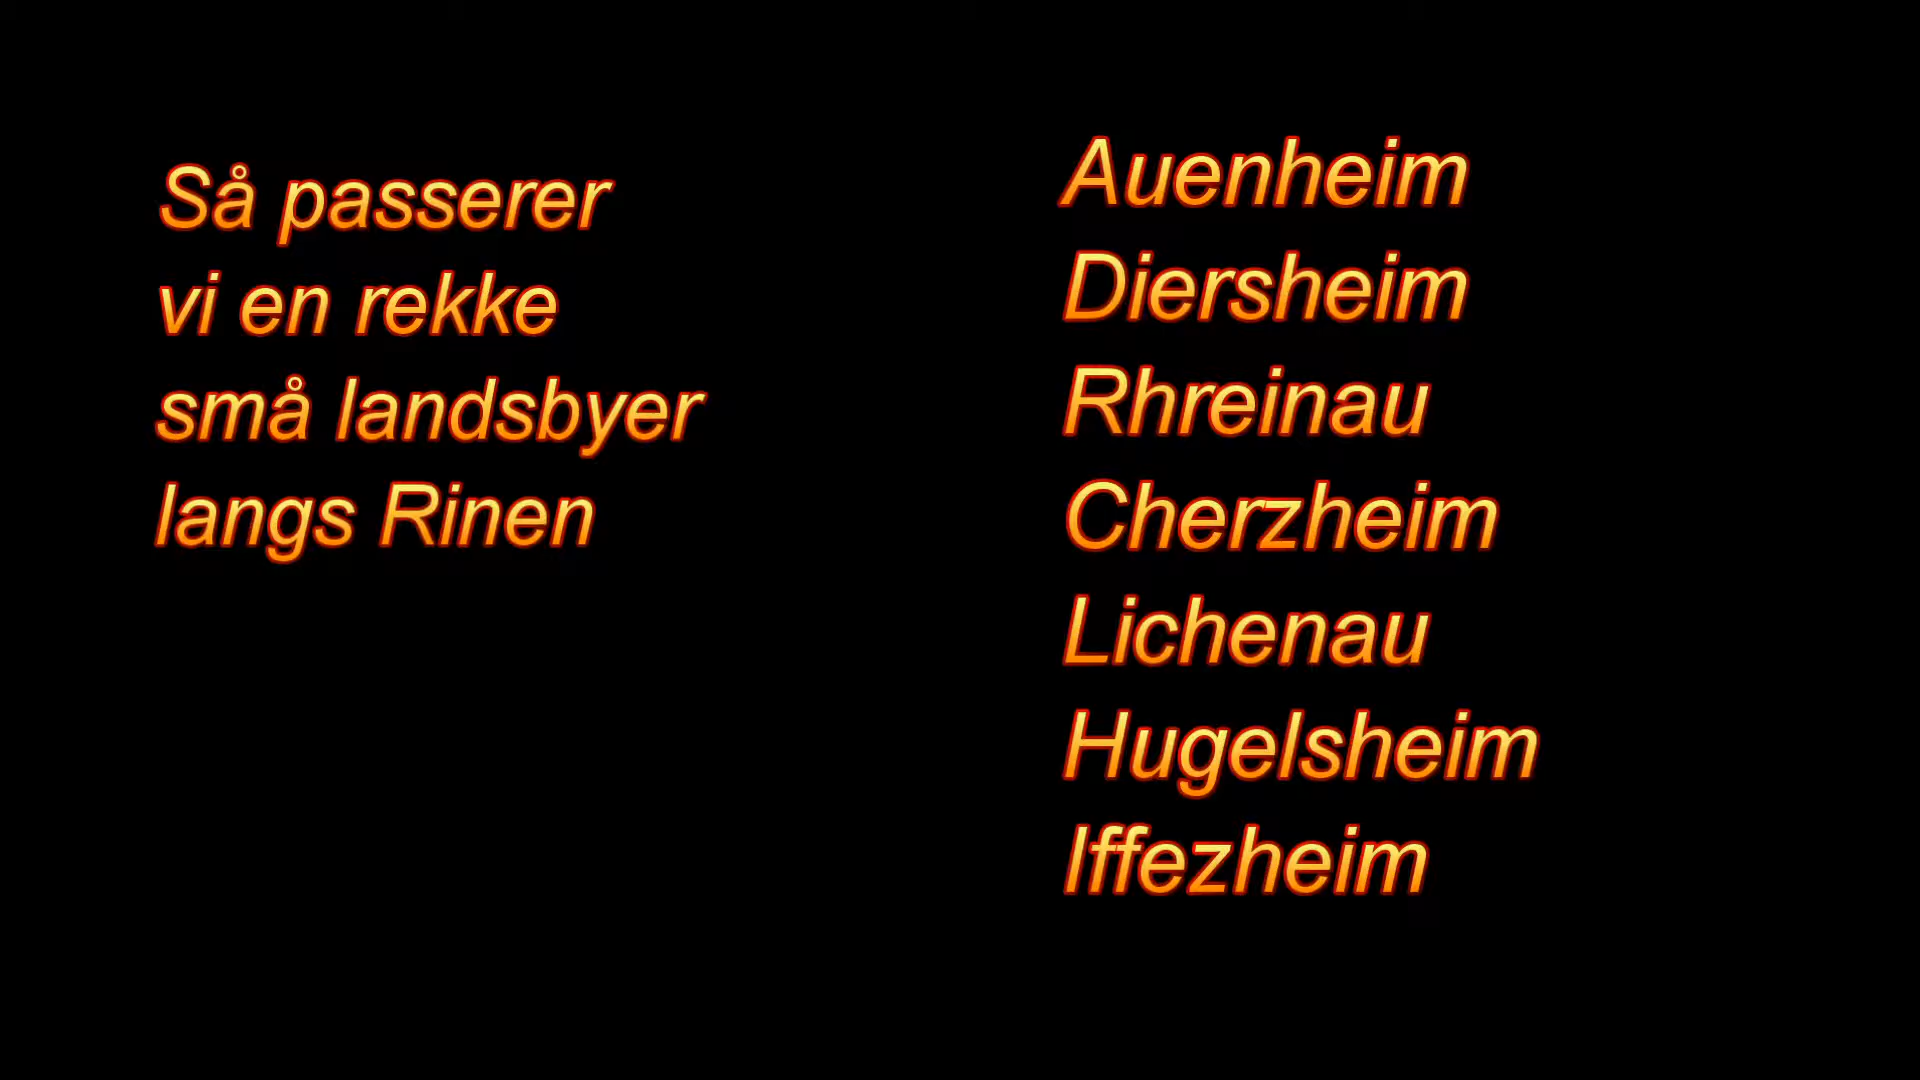 Så passerer
vi en rekke
små landsbyer
langs Rinen
Auenheim
Diersheim
Rhreinau
Cherzheim
Lichenau
Hugelsheim
Iffezheim